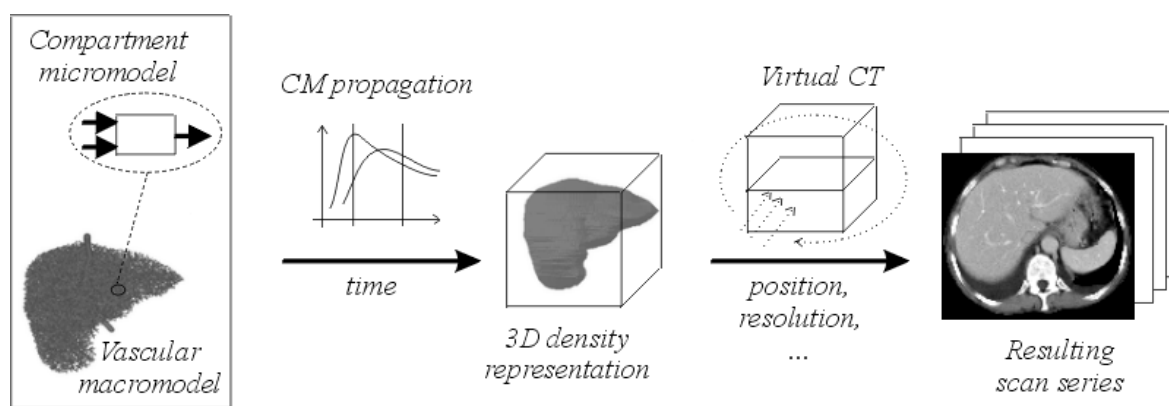 Compartment
micromodel
Vascular
macromodel
CM propagation
time
3D density
representation
Virtual CT
position,
resolution,
...
Resulting
scan series